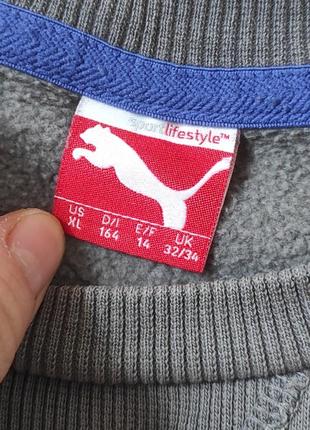 sportlifestyle™
US D/I E/F UK
XL 164 14 32/34